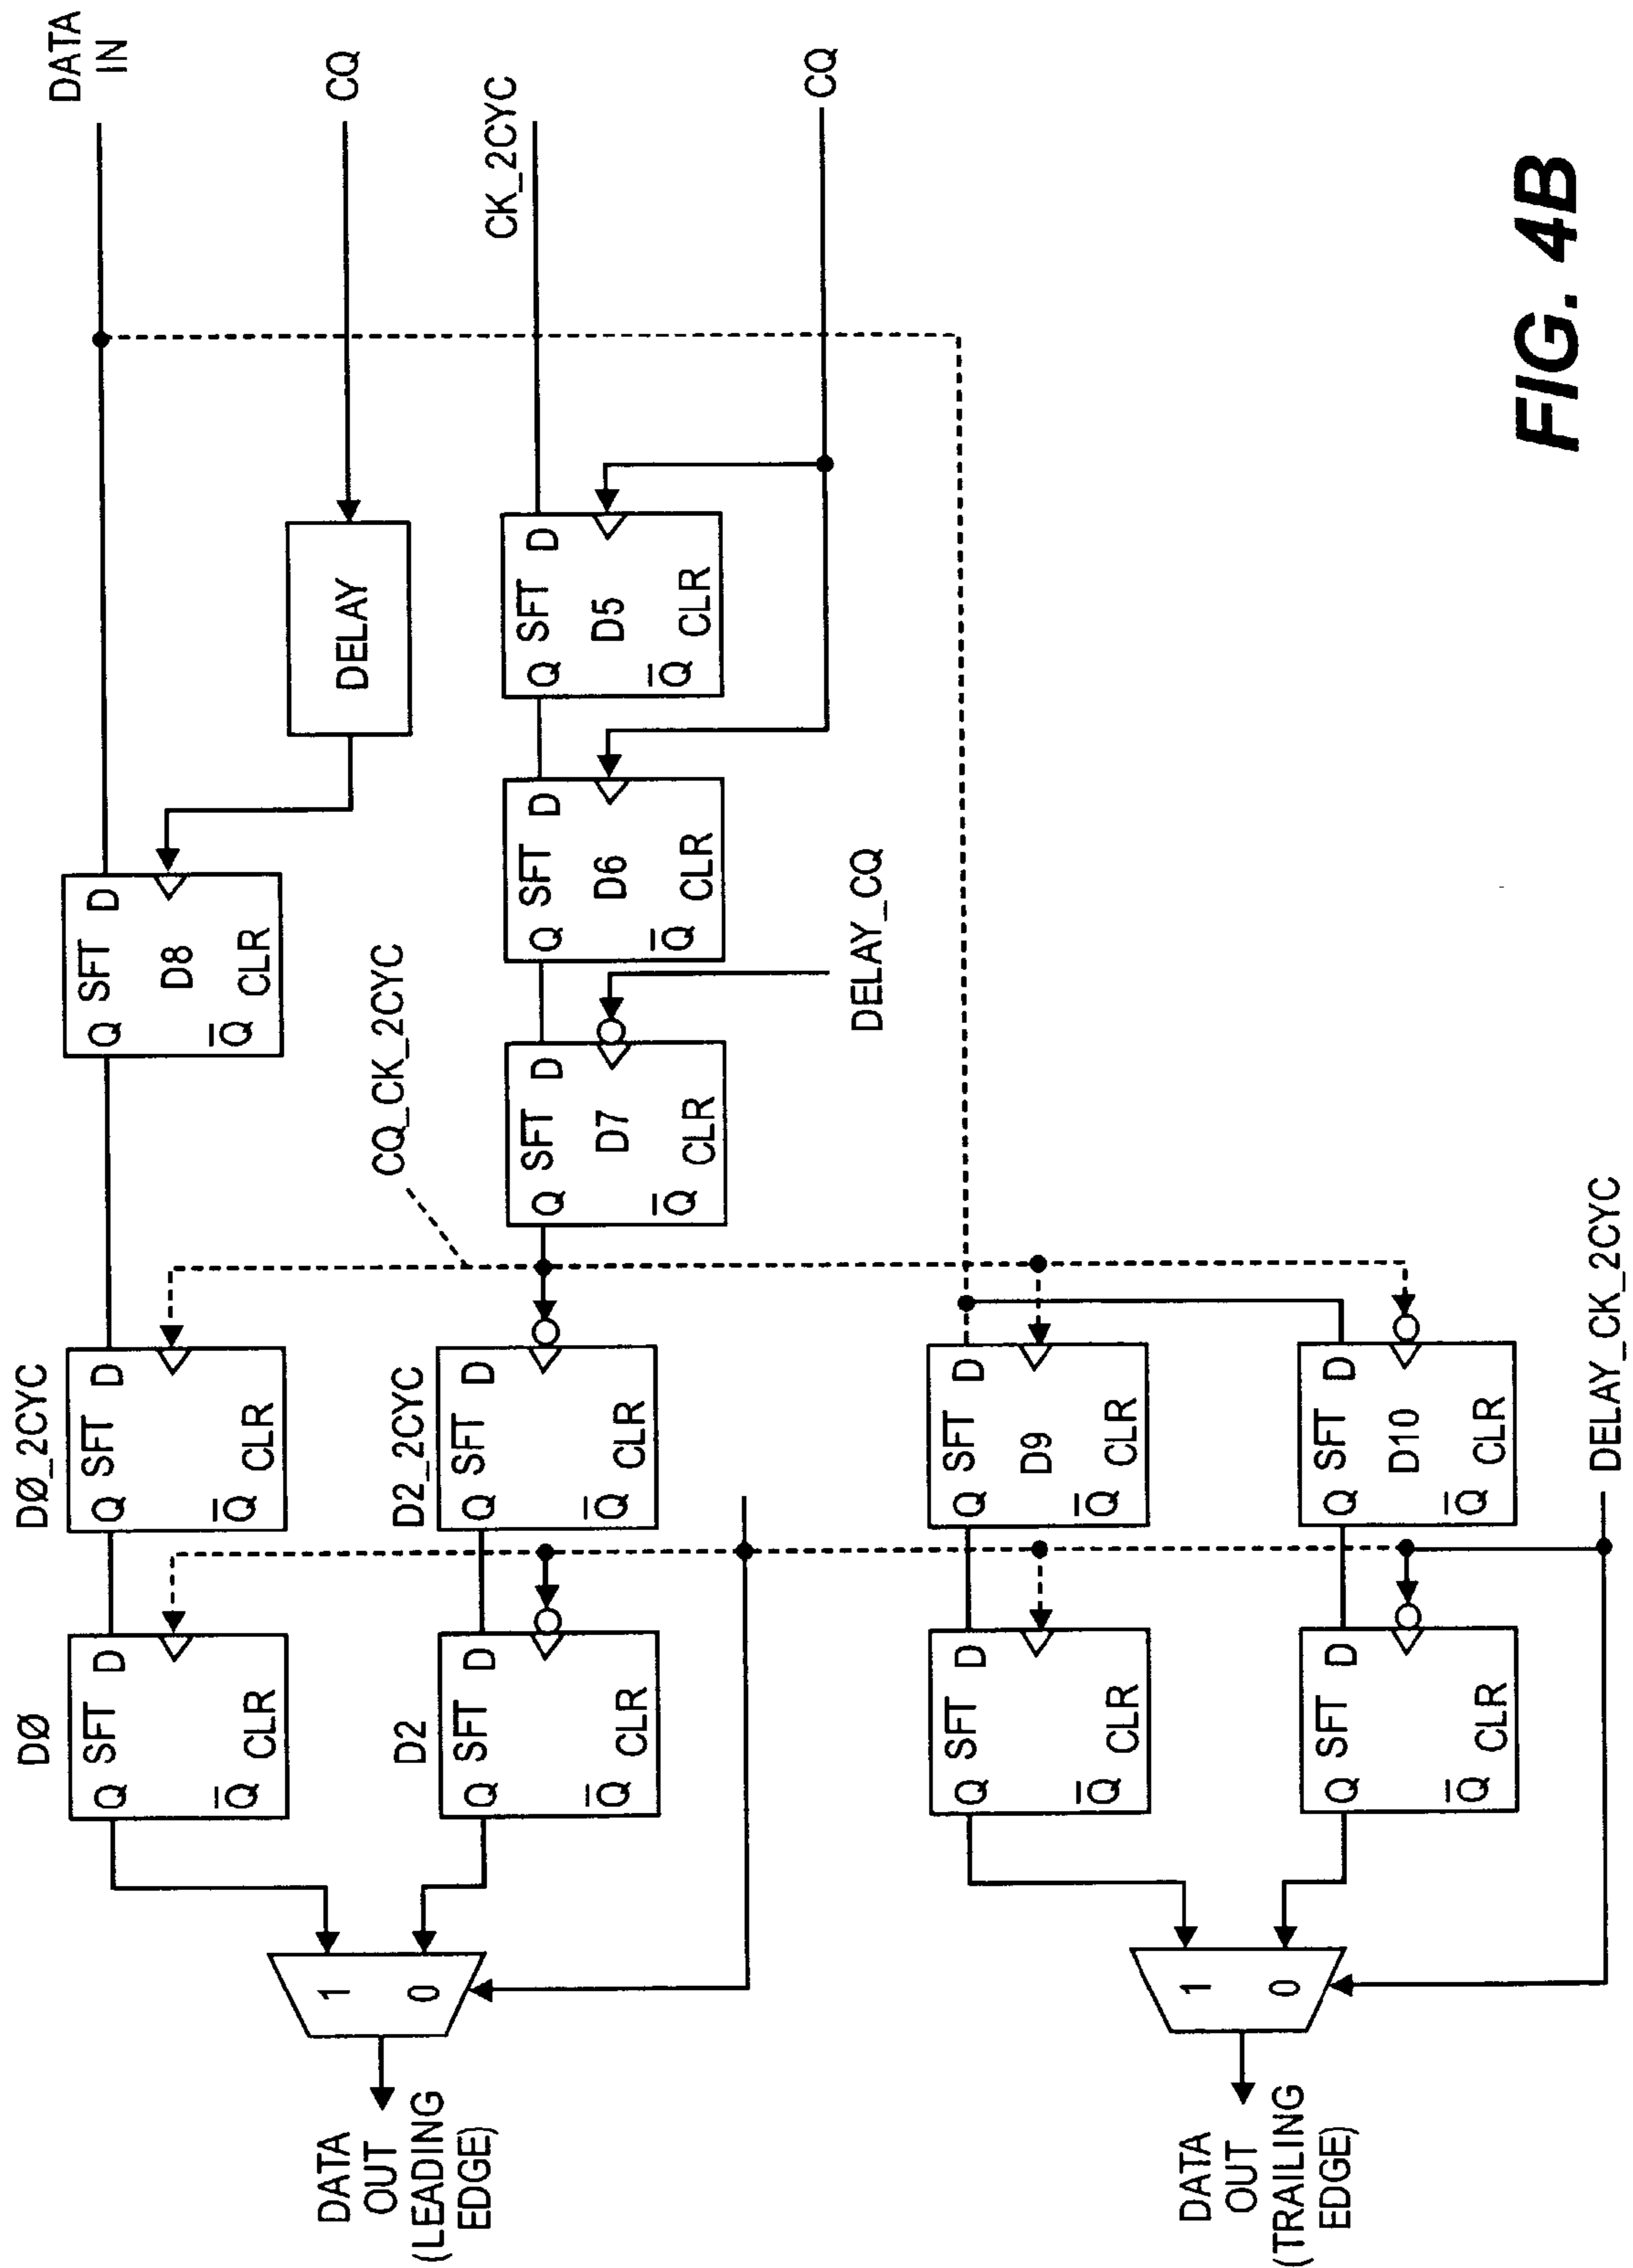 DATA
IN
CQ
CK_2CYC
CQ
DELAY
D
SFT
Q
D8
Q
CLR
D
SFT
Q
D5
Q
CLR
D
SFT
Q
D6
Q
CLR
DELAY_CQ
D
SFT
Q
D7
Q
CLR
CQ_CK_2CYC
DØ_2CYC
D
SFT
Q
Q
CLR
D2_2CYC
D
SFT
Q
Q
CLR
D
SFT
Q
D9
Q
CLR
D
SFT
Q
D10
Q
CLR
DELAY_CK_2CYC
DØ
D
SFT
Q
Q
CLR
D2
D
SFT
Q
Q
CLR
D
SFT
Q
Q
CLR
D
SFT
Q
Q
CLR
1
0
1
0
DATA
OUT
(LEADING
EDGE)
DATA
OUT
(TRAILING
EDGE)
FIG. 4B